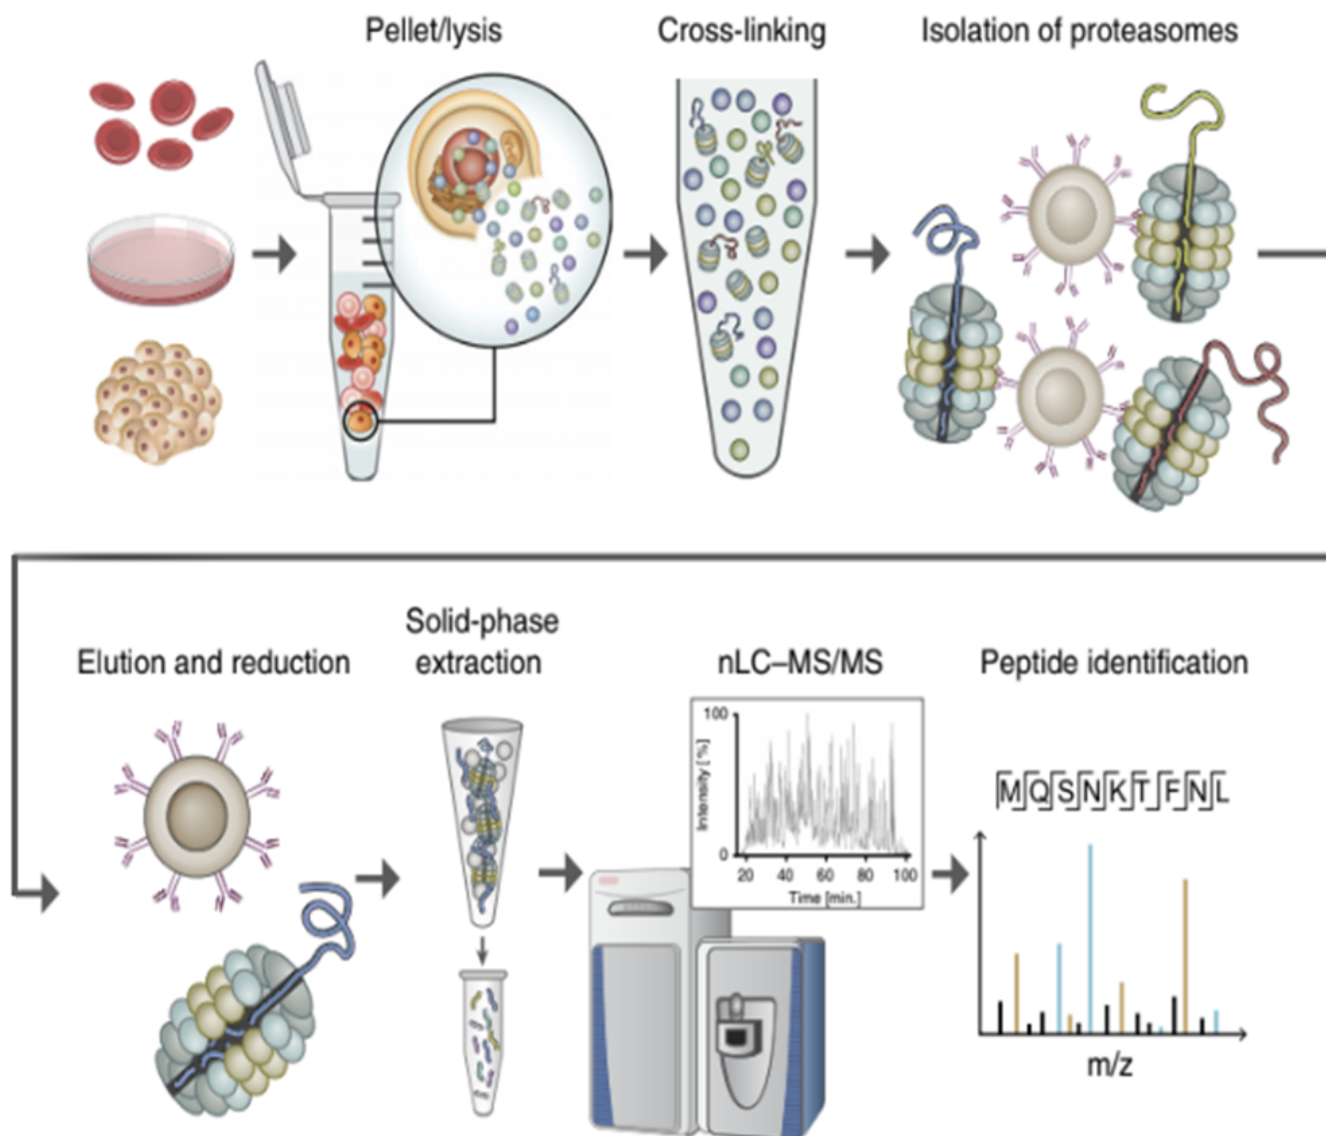 Pellet/lysis
Cross-linking
Isolation of proteasomes
Elution and reduction
Solid-phase
extraction
nLC–MS/MS
Peptide identification
100
Intensity [%]
0
20 40 60 80 100
Time [min.]
MQSNKTFNL
m/z